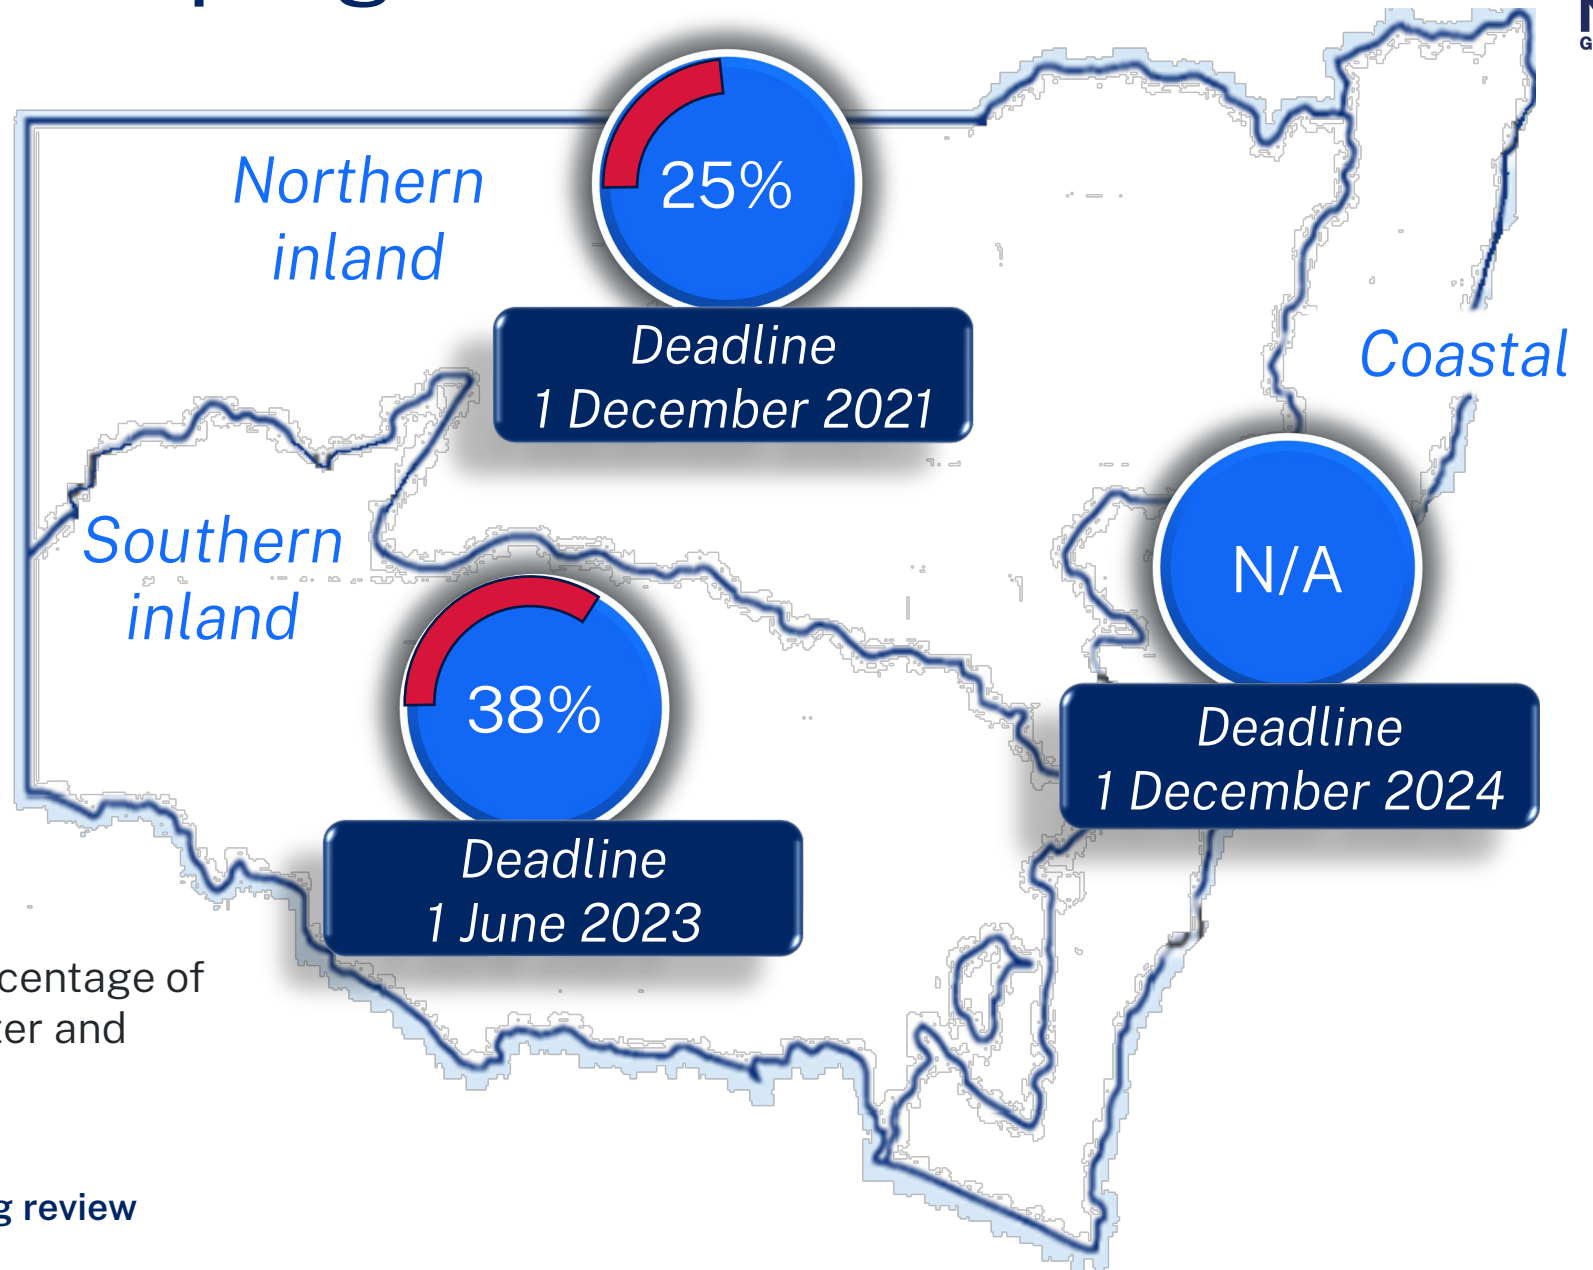 Northern
inland
25%
Deadline
1 December 2021
Coastal
Southern
inland
N/A
38%
Deadline
1 December 2024
Deadline
1 June 2023
centage of
and
review